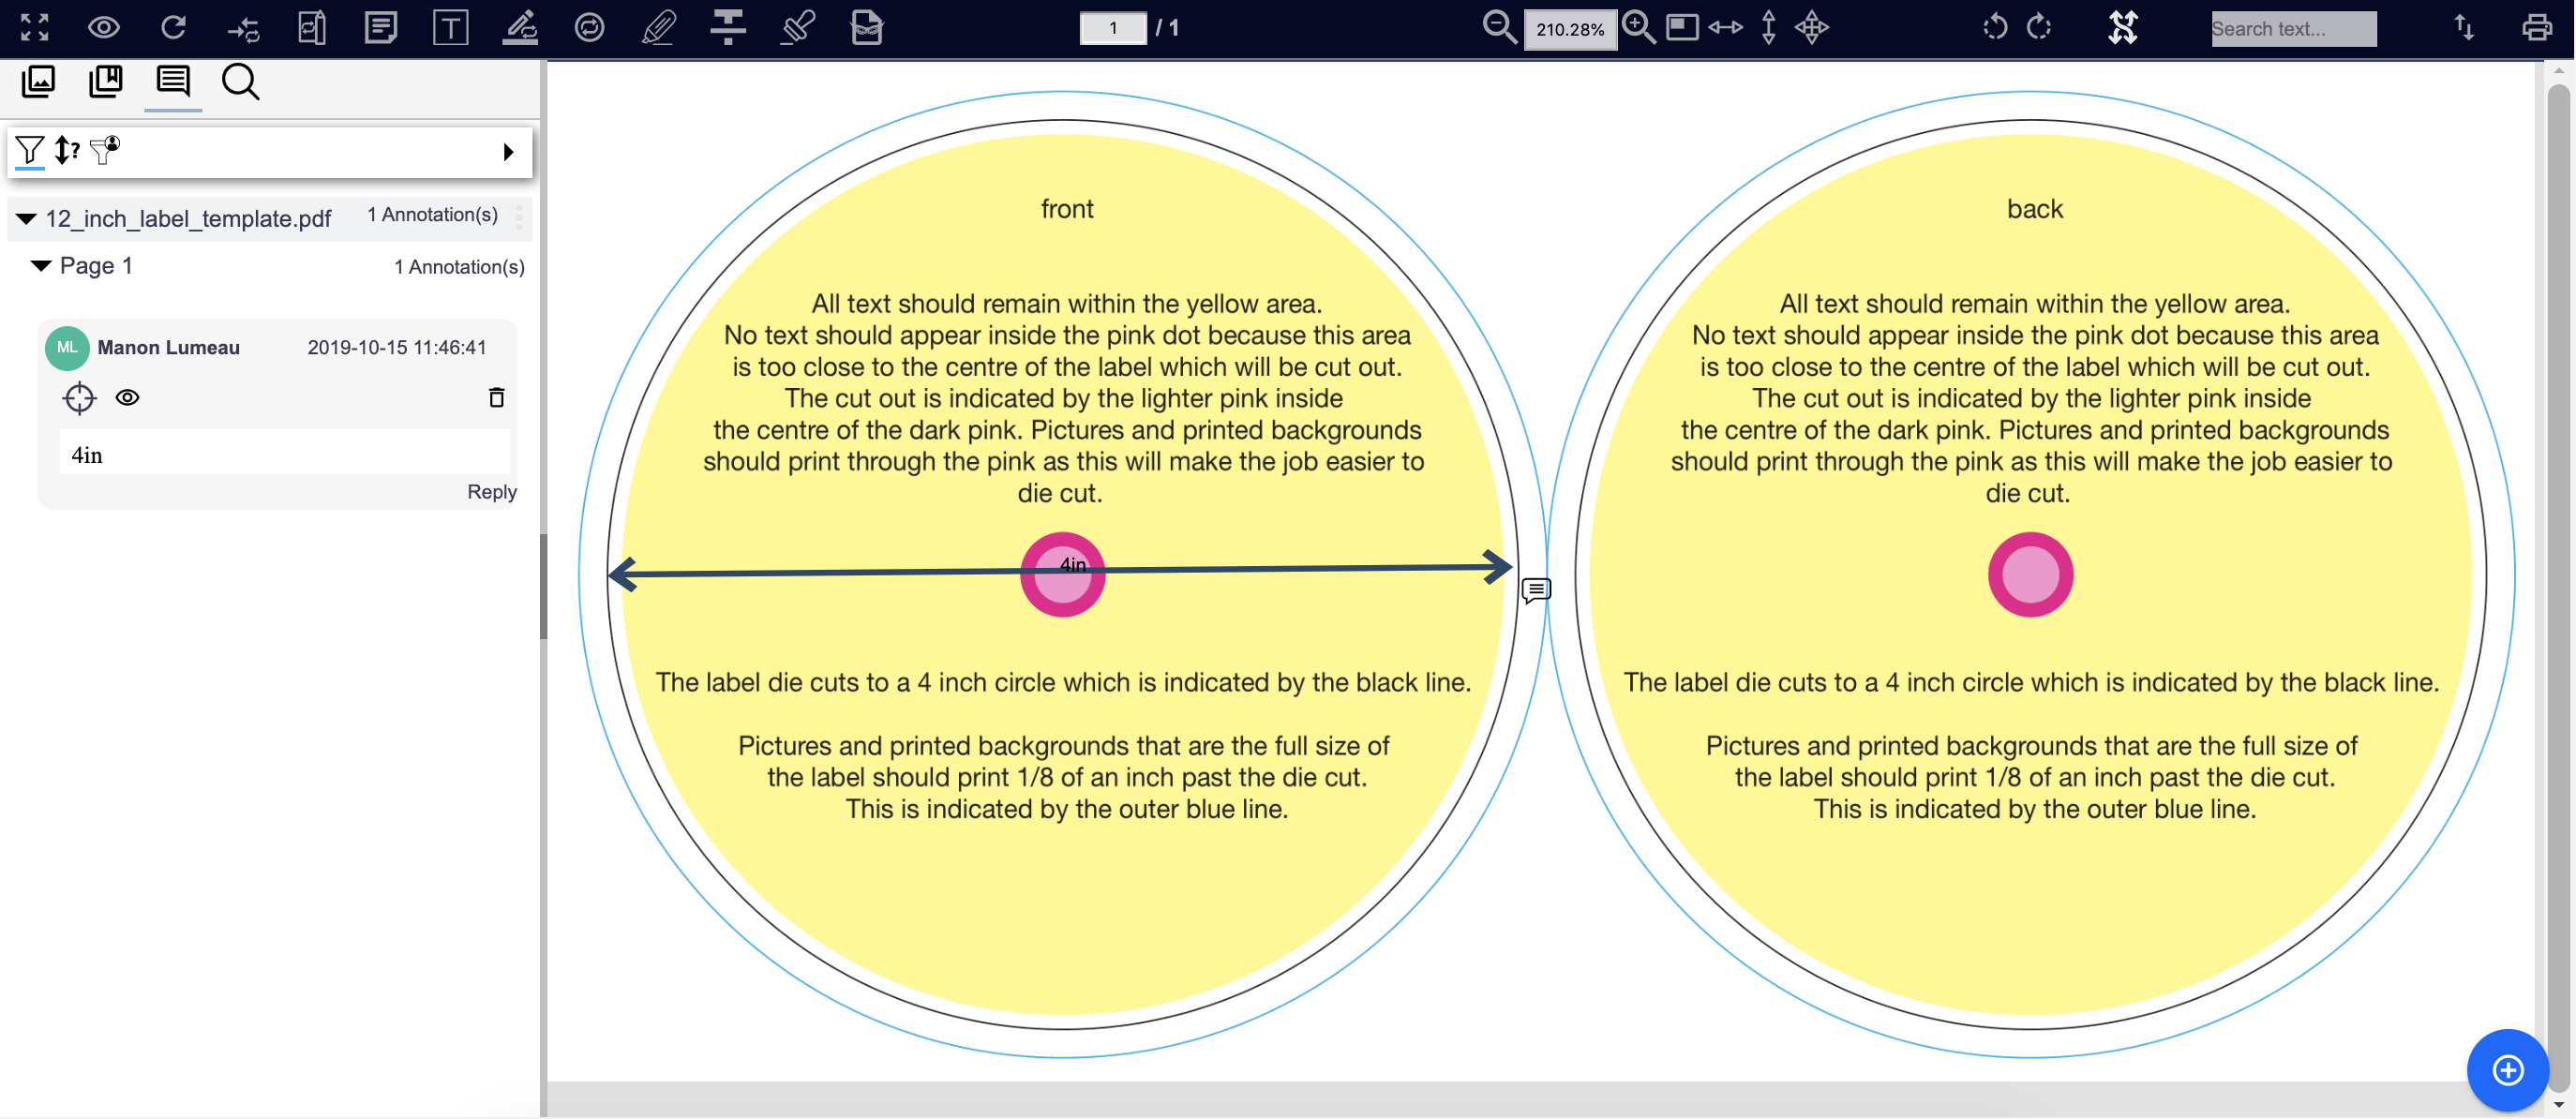 T
1 / 1
210.28%
Search text...
?
12_inch_label_template.pdf 1 Annotation(s)
Page 1 1 Annotation(s)
ML Manon Lumeau 2019-10-15 11:46:41
4in
Reply
front
All text should remain within the yellow area.
No text should appear inside the pink dot because this area
is too close to the centre of the label which will be cut out.
The cut out is indicated by the lighter pink inside
the centre of the dark pink. Pictures and printed backgrounds
should print through the pink as this will make the job easier to
die cut.
4in
The label die cuts to a 4 inch circle which is indicated by the black line.
Pictures and printed backgrounds that are the full size of
the label should print 1/8 of an inch past the die cut.
This is indicated by the outer blue line.
back
All text should remain within the yellow area.
No text should appear inside the pink dot because this area
is too close to the centre of the label which will be cut out.
The cut out is indicated by the lighter pink inside
the centre of the dark pink. Pictures and printed backgrounds
should print through the pink as this will make the job easier to
die cut.
The label die cuts to a 4 inch circle which is indicated by the black line.
Pictures and printed backgrounds that are the full size of
the label should print 1/8 of an inch past the die cut.
This is indicated by the outer blue line.